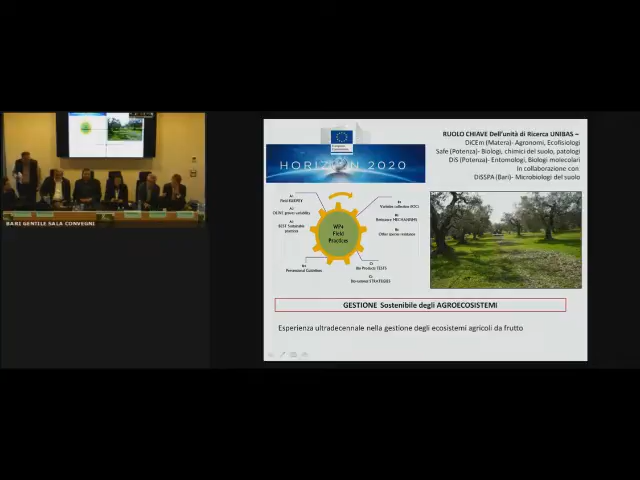 BARI GENTILE SALA CONVEGNI
HORIZON 2020
RUOLO CHIAVE Dell'unità di Ricerca UNIBAS –
DiCEm (Matera)- Agronomi, Ecofisiologi
Safe (Potenza)- Biologi, chimici del suolo, patologi
DiS (Potenza)- Entomologi, Biologi molecolari
In collaborazione con
DiSSPA (Bari)- Microbiologi del suolo
WP4
Field
Practices
GESTIONE Sostenibile degli AGROECOSISTEMI
Esperienza ultradecennale nella gestione degli ecosistemi agricoli da frutto